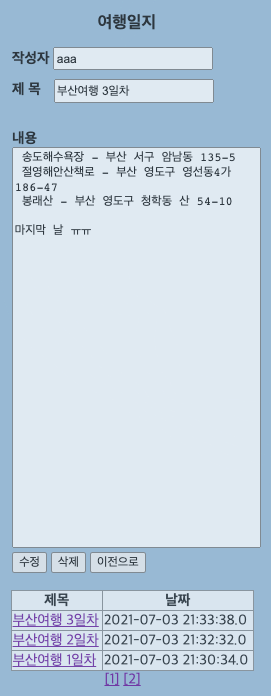 여행일지
작성자 aaa
제 목 부산여행 3일차
내용
송도해수욕장 - 부산 서구 암남동 135-5
절영해안산책로 - 부산 영도구 영선동4가
186-47
봉래산 - 부산 영도구 청학동 산 54-10
마지막 날 ㅠㅠ
수정 삭제 이전으로
제목 날짜
부산여행 3일차 2021-07-03 21:33:38.0
부산여행 2일차 2021-07-03 21:32:32.0
부산여행 1일차 2021-07-03 21:30:34.0
[1] [2]